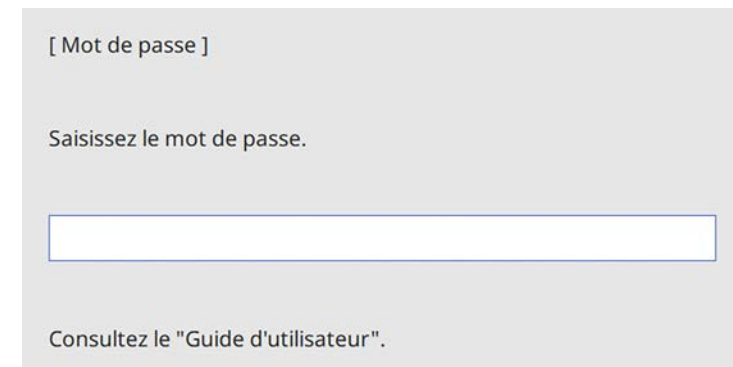 [ Mot de passe ]
Saisissez le mot de passe.
Consultez le "Guide d'utilisateur".